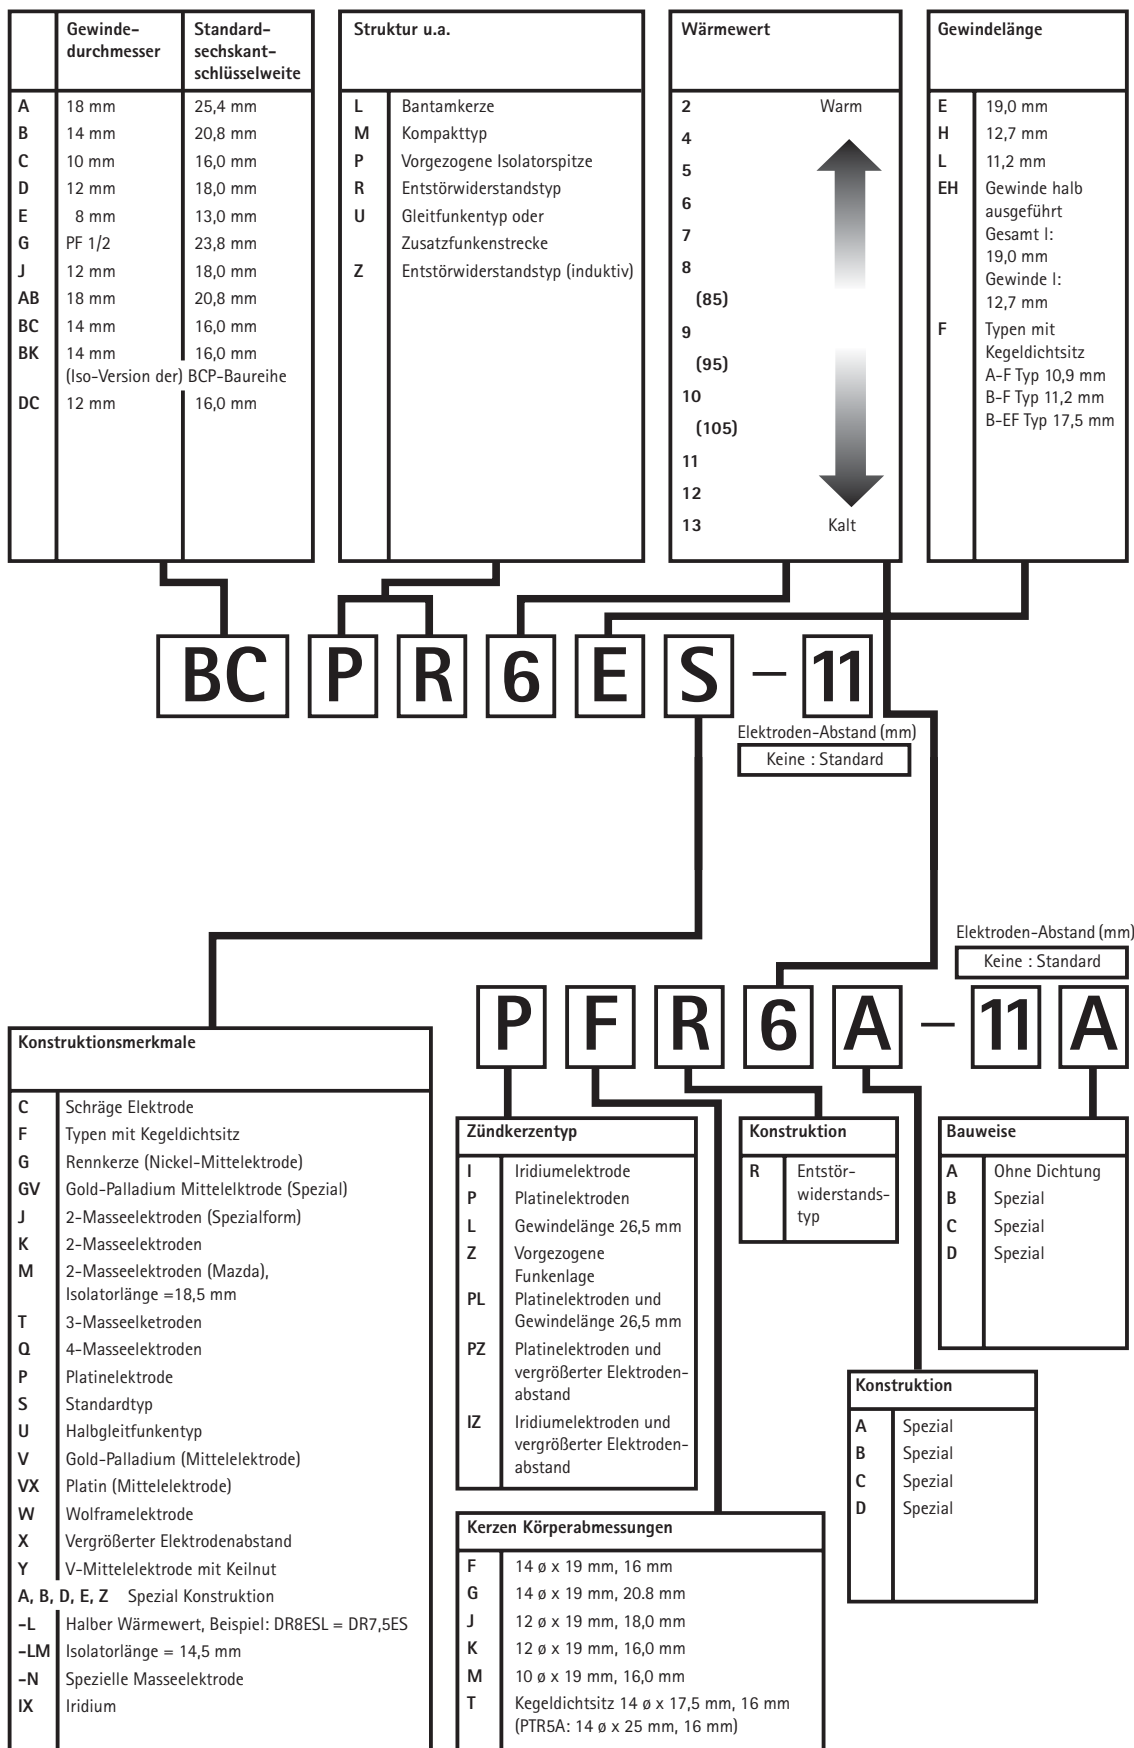 Gewinde-
durchmesser
Standard-
sechskant-
schlüsselweite
A 18 mm 25,4 mm
B 14 mm 20,8 mm
C 10 mm 16,0 mm
D 12 mm 18,0 mm
E 8 mm 13,0 mm
G PF 1/2 23,8 mm
J 12 mm 18,0 mm
AB 18 mm 20,8 mm
BC 14 mm 16,0 mm
BK 14 mm 16,0 mm
(Iso-Version der) BCP-Baureihe
DC 12 mm 16,0 mm
Struktur u.a.
L Bantamkerze
M Kompakttyp
P Vorgezogene Isolatorspitze
R Entstörwiderstandstyp
U Gleitfunkentyp oder
Zusatzfunkenstrecke
Z Entstörwiderstandstyp (induktiv)
Wärmewert
2 Warm
4
5
6
7
8
(85)
9
(95)
10
(105)
11
12
13 Kalt
Gewindelänge
E 19,0 mm
H 12,7 mm
L 11,2 mm
EH Gewinde halb
ausgeführt
Gesamt l:
19,0 mm
Gewinde l:
12,7 mm
F Typen mit
Kegeldichtsitz
A-F Typ 10,9 mm
B-F Typ 11,2 mm
B-EF Typ 17,5 mm
BC P R 6 E S – 11
Elektroden-Abstand (mm)
Keine : Standard
Elektroden-Abstand (mm)
Keine : Standard
P F R 6 A – 11 A
Konstruktionsmerkmale
C Schräge Elektrode
F Typen mit Kegeldichtsitz
G Rennkerze (Nickel-Mittelektrode)
GV Gold-Palladium Mittelelktrode (Spezial)
J 2-Masseelektroden (Spezialform)
K 2-Masseelektroden
M 2-Masseelektroden (Mazda),
Isolatorlänge =18,5 mm
T 3-Masseelketroden
Q 4-Masseelektroden
P Platinelektrode
S Standardtyp
U Halbgleitfunkentyp
V Gold-Palladium (Mittelelektrode)
VX Platin (Mittelelektrode)
W Wolframelektrode
X Vergrößerter Elektrodenabstand
Y V-Mittelelektrode mit Keilnut
A, B, D, E, Z Spezial Konstruktion
-L Halber Wärmewert, Beispiel: DR8ESL = DR7,5ES
-LM Isolatorlänge = 14,5 mm
-N Spezielle Masseelektrode
IX Iridium
Zündkerzentyp
I Iridiumelektrode
P Platinelektroden
L Gewindelänge 26,5 mm
Z Vorgezogene
Funkenlage
PL Platinelektroden und
Gewindelänge 26,5 mm
PZ Platinelektroden und
vergrößerter Elektroden-
abstand
IZ Iridiumelektroden und
vergrößerter Elektroden-
abstand
Konstruktion
R Entstör-
widerstands-
typ
Bauweise
A Ohne Dichtung
B Spezial
C Spezial
D Spezial
Konstruktion
A Spezial
B Spezial
C Spezial
D Spezial
Kerzen Körperabmessungen
F 14 ø x 19 mm, 16 mm
G 14 ø x 19 mm, 20.8 mm
J 12 ø x 19 mm, 18,0 mm
K 12 ø x 19 mm, 16,0 mm
M 10 ø x 19 mm, 16,0 mm
T Kegeldichtsitz 14 ø x 17,5 mm, 16 mm
(PTR5A: 14 ø x 25 mm, 16 mm)